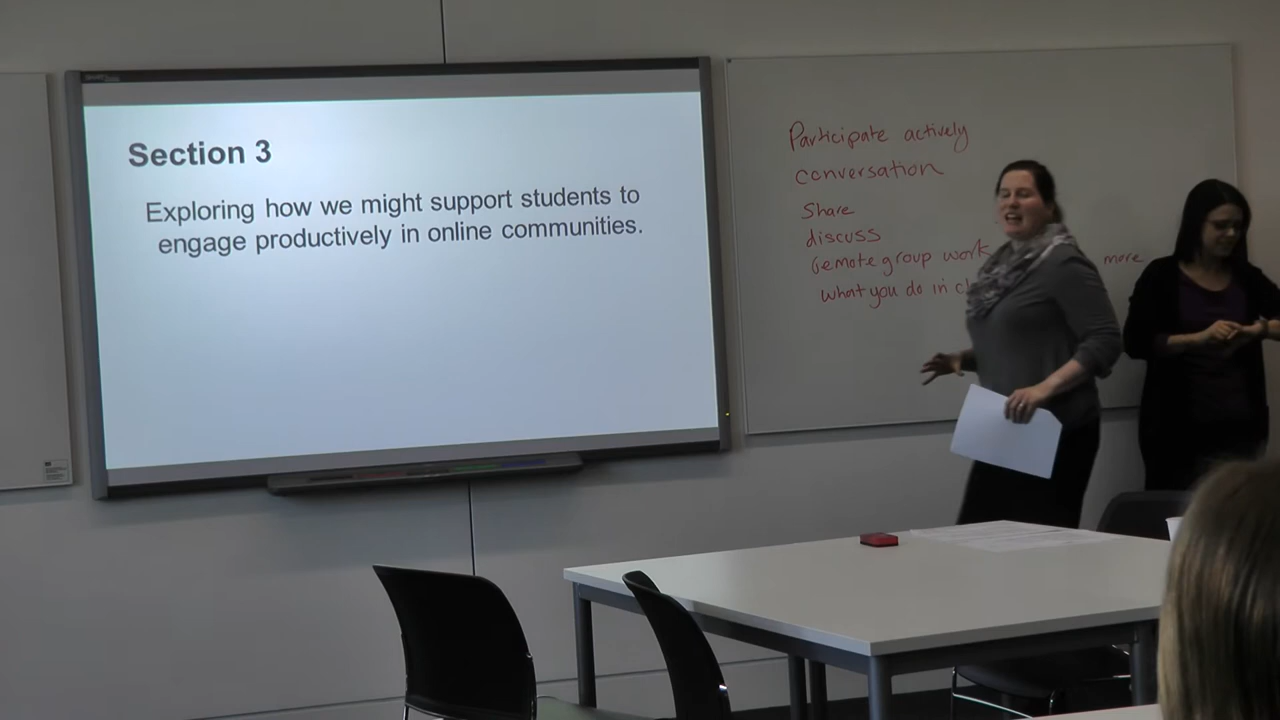 Section 3
Exploring how we might support students to
engage productively in online communities.
Participate actively
conversation
Share
discuss
remote group work more
what you do in